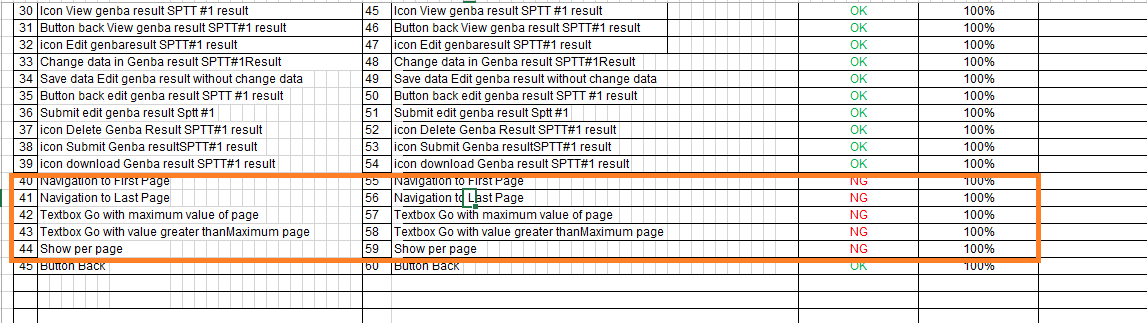 30 Icon View genba result SPTT #1 result 45 Icon View genba result SPTT #1 result OK 100%
31 Button back View genba result SPTT#1 result 46 Button back View genba result SPTT#1 result OK 100%
32 icon Edit genbaresult SPTT#1 result 47 icon Edit genbaresult SPTT#1 result OK 100%
33 Change data in Genba result SPTT#1Result 48 Change data in Genba result SPTT#1Result OK 100%
34 Save data Edit genba result without change data 49 Save data Edit genba result without change data OK 100%
35 Button back edit genba result SPTT #1 result 50 Button back edit genba result SPTT #1 result OK 100%
36 Submit edit genba result Sptt #1 51 Submit edit genba result Sptt #1 OK 100%
37 icon Delete Genba Result SPTT#1 result 52 icon Delete Genba Result SPTT#1 result OK 100%
38 icon Submit Genba resultSPTT#1 result 53 icon Submit Genba resultSPTT#1 result OK 100%
39 icon download Genba result SPTT#1 result 54 icon download Genba result SPTT#1 result OK 100%
40 Navigation to First Page 55 Navigation to First Page NG 100%
41 Navigation to Last Page 56 Navigation to Last Page NG 100%
42 Textbox Go with maximum value of page 57 Textbox Go with maximum value of page NG 100%
43 Textbox Go with value greater thanMaximum page 58 Textbox Go with value greater thanMaximum page NG 100%
44 Show per page 59 Show per page NG 100%
45 Button Back 60 Button Back OK 100%